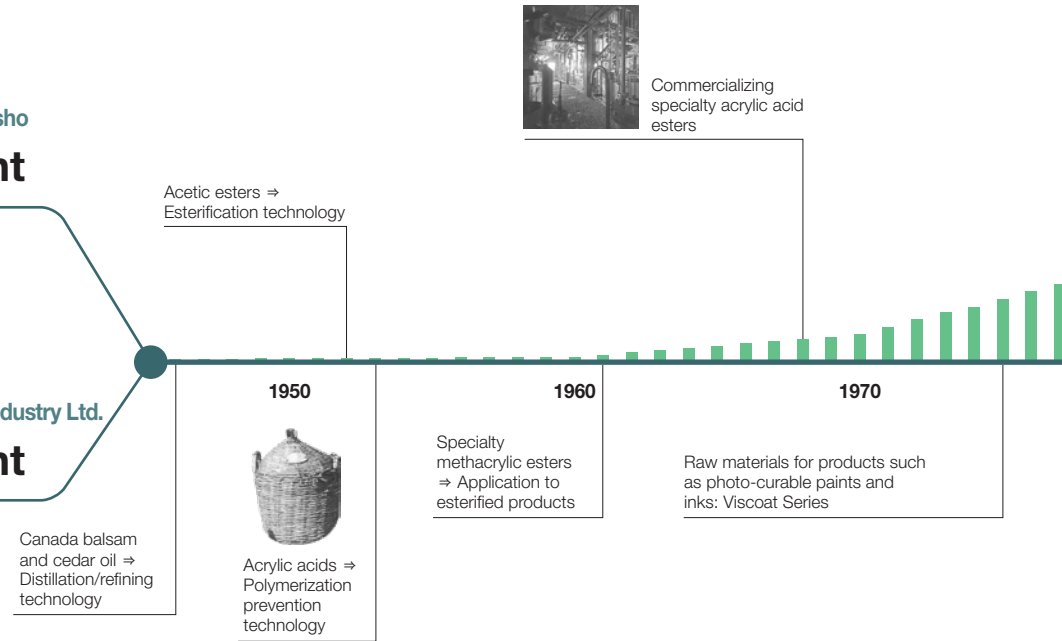 Commercializing
specialty acrylic acid
esters
sho
nt
Acetic esters ⇒
Esterification technology
1950
1960
1970
dustry Ltd.
nt
Specialty
methacrylic esters
⇒ Application to
esterified products
Raw materials for products such
as photo-curable paints and
inks: Viscoat Series
Canada balsam
and cedar oil ⇒
Distillation/refining
technology
Acrylic acids ⇒
Polymerization
prevention
technology